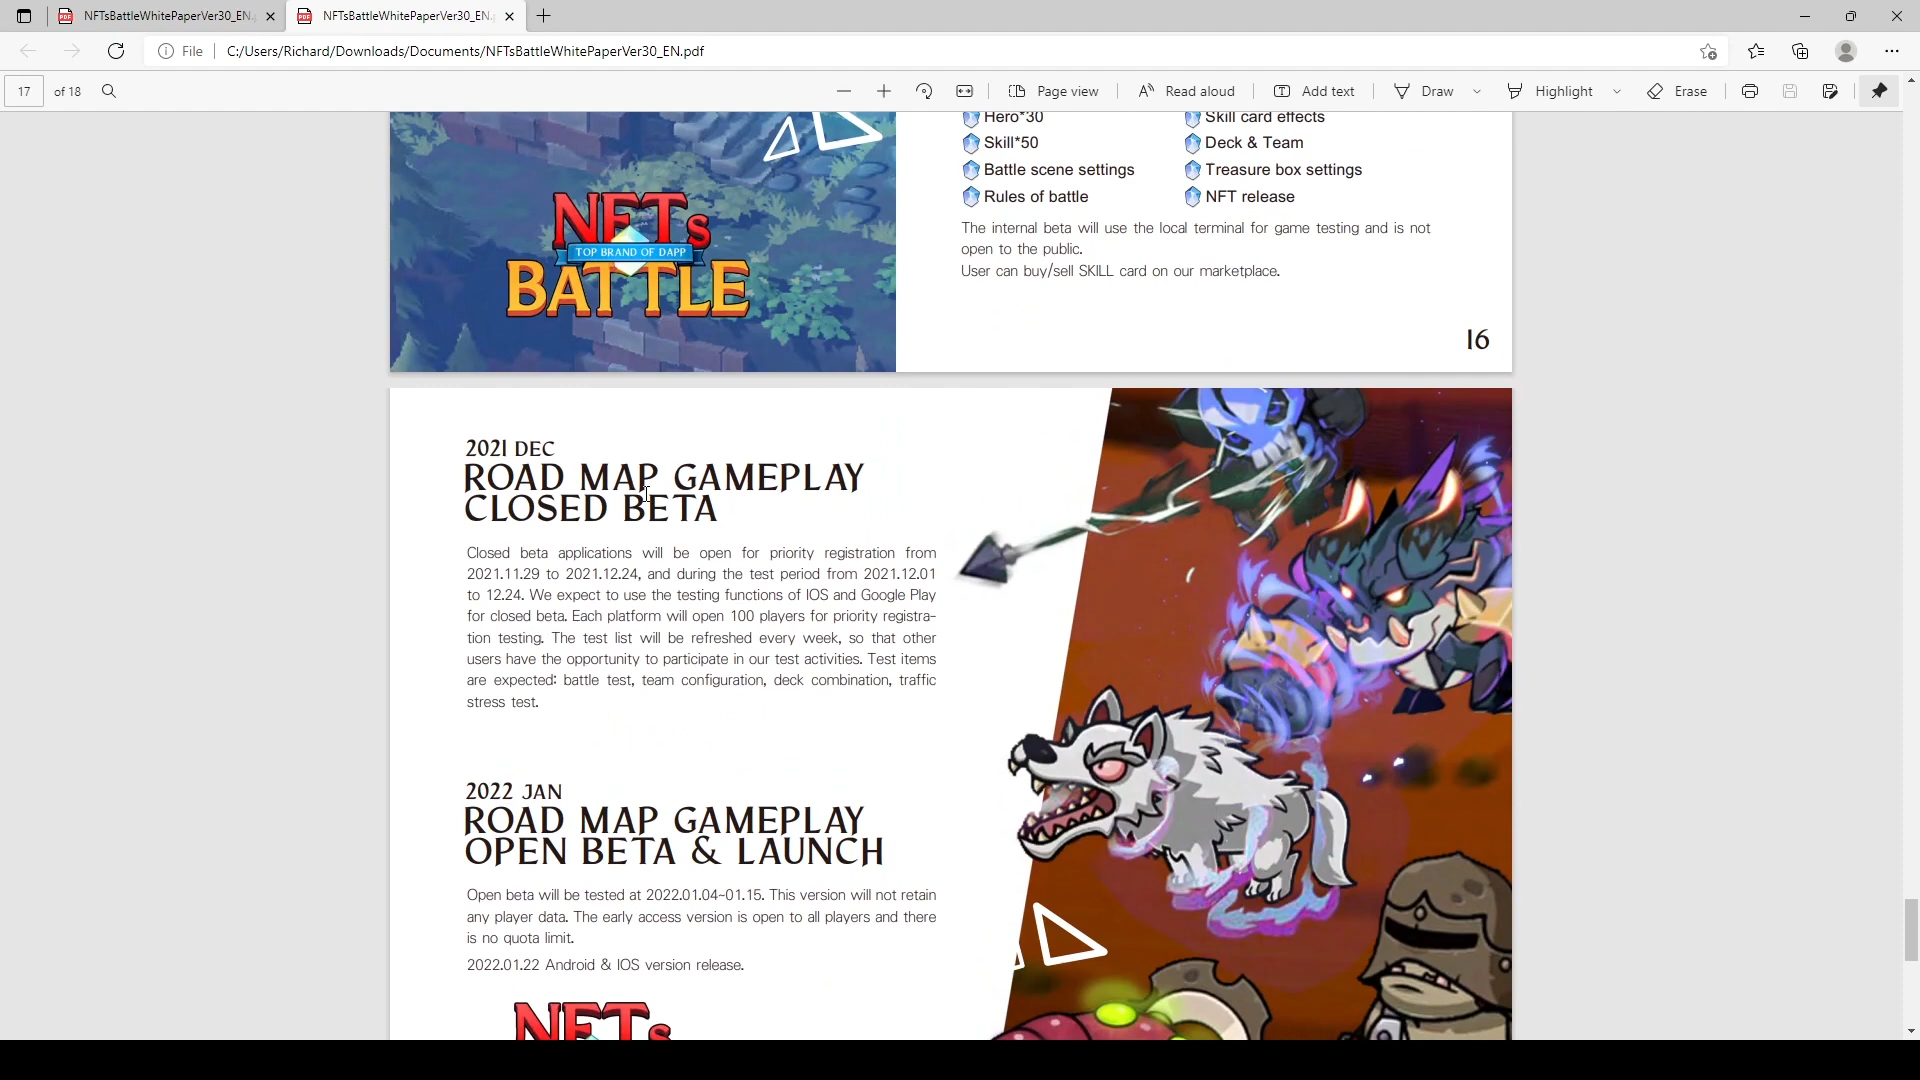 NFTsBattleWhitePaperVer30_EN.
NFTsBattleWhitePaperVer30_EN.
File
C:/Users/Richard/Downloads/Documents/NFTsBattleWhitePaperVer30_EN.pdf
17 of 18
Page view
Read aloud
Add text
Draw
Highlight
Erase
Hero*30
Skill card effects
Skill*50
Deck & Team
Battle scene settings
Treasure box settings
Rules of battle
NFT release
NFTs
TOP BRAND OF DAPP
BATTLE
The internal beta will use the local terminal for game testing and is not
open to the public.
User can buy/sell SKILL card on our marketplace.
16
2021 DEC
ROAD MAP GAMEPLAY
CLOSED BETA
Closed beta applications will be open for priority registration from
2021.11.29 to 2021.12.24, and during the test period from 2021.12.01
to 12.24. We expect to use the testing functions of IOS and Google Play
for closed beta. Each platform will open 100 players for priority registra-
tion testing. The test list will be refreshed every week, so that other
users have the opportunity to participate in our test activities. Test items
are expected: battle test, team configuration, deck combination, traffic
stress test.
2022 JAN
ROAD MAP GAMEPLAY
OPEN BETA & LAUNCH
Open beta will be tested at 2022.01.04~01.15. This version will not retain
any player data. The early access version is open to all players and there
is no quota limit.
2022.01.22 Android & IOS version release.
NFTs